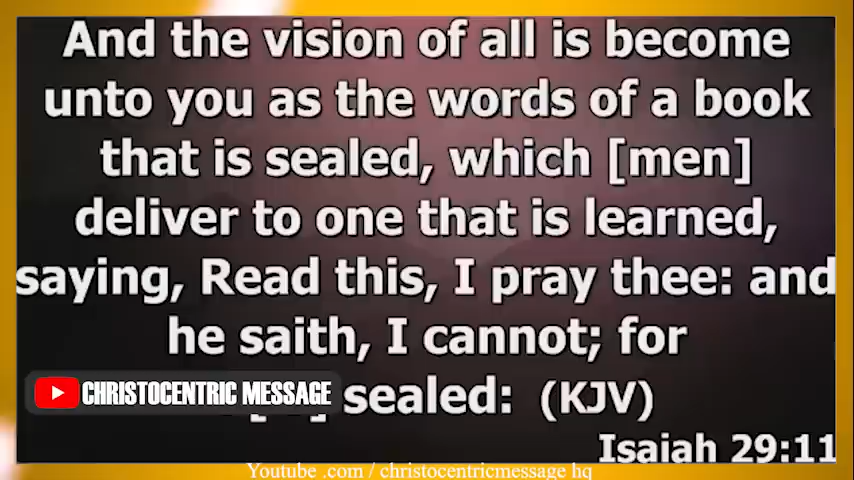 And the vision of all is become
unto you as the words of a book
that is sealed, which [men]
deliver to one that is learned,
saying, Read this, I pray thee: and
he saith, I cannot; for
sealed: (KJV)
CHRISTOCENTRIC MESSAGE
Isaiah 29:11
Youtube .com / christocentricmessage hq